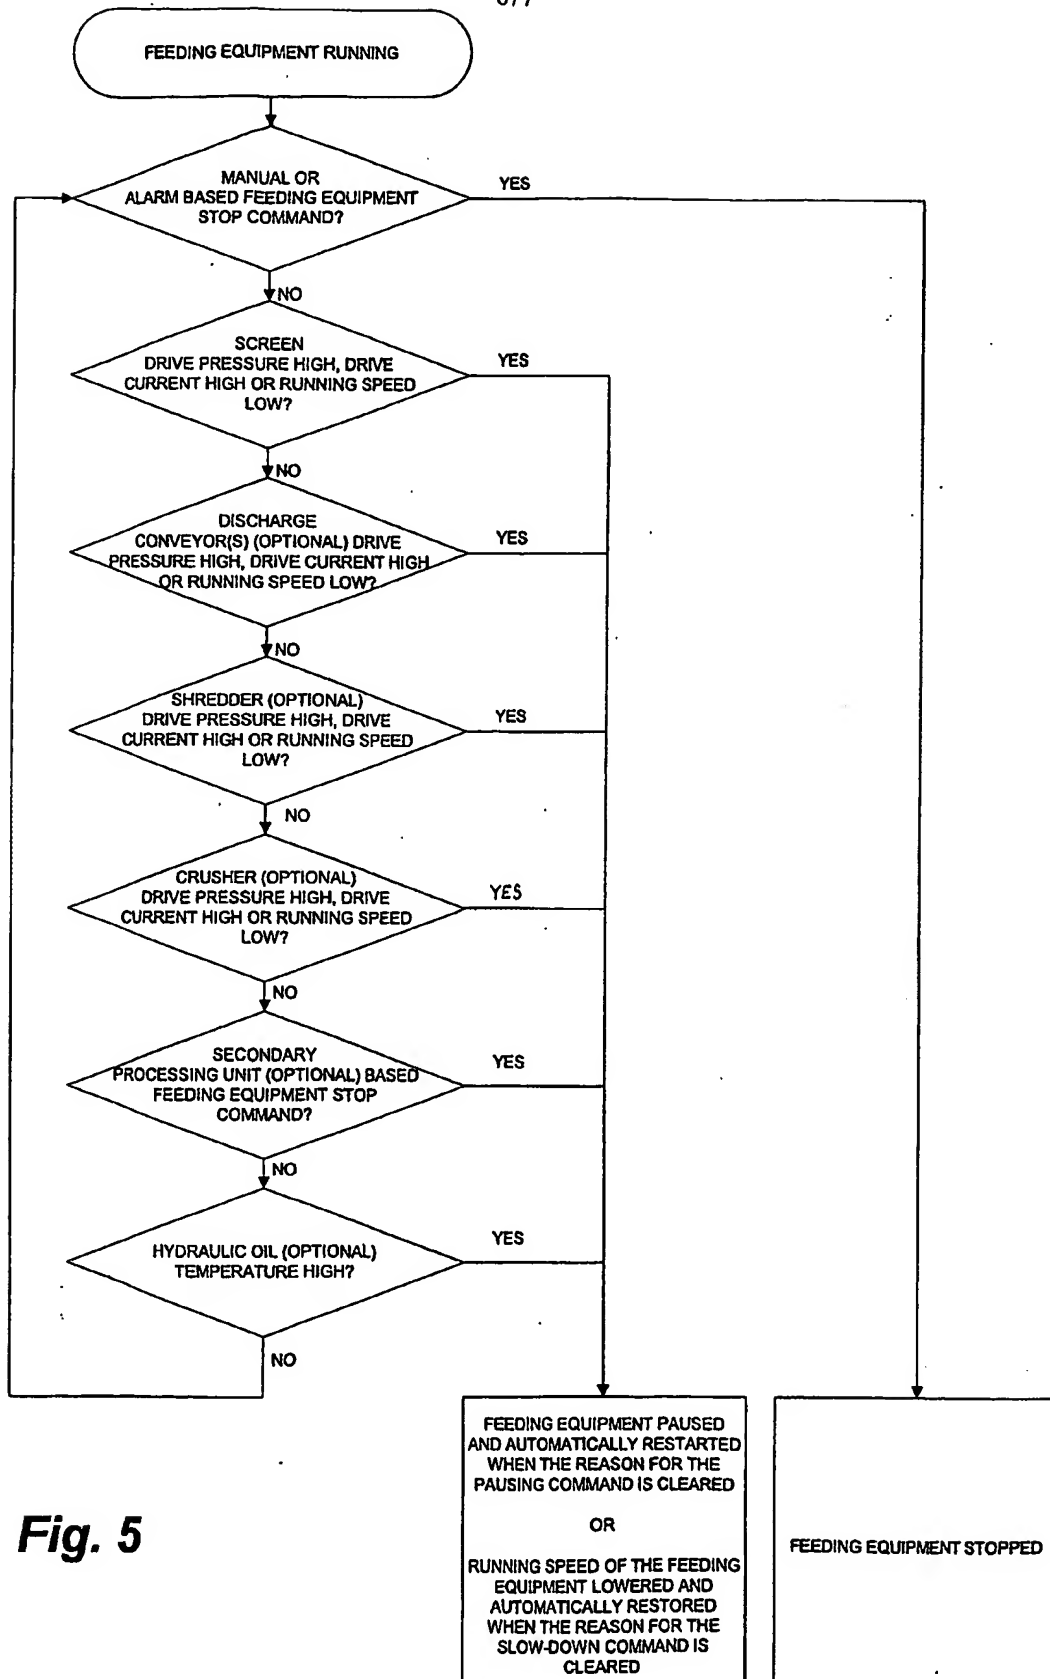 FEEDING EQUIPMENT RUNNING
MANUAL OR
ALARM BASED FEEDING EQUIPMENT
STOP COMMAND?
YES
NO
SCREEN
DRIVE PRESSURE HIGH, DRIVE
CURRENT HIGH OR RUNNING SPEED
LOW?
YES
NO
DISCHARGE
CONVEYOR(S) (OPTIONAL) DRIVE
PRESSURE HIGH, DRIVE CURRENT HIGH
OR RUNNING SPEED LOW?
YES
NO
SHREDDER (OPTIONAL)
DRIVE PRESSURE HIGH, DRIVE
CURRENT HIGH OR RUNNING SPEED
LOW?
YES
NO
CRUSHER (OPTIONAL)
DRIVE PRESSURE HIGH, DRIVE
CURRENT HIGH OR RUNNING SPEED
LOW?
YES
NO
SECONDARY
PROCESSING UNIT (OPTIONAL) BASED
FEEDING EQUIPMENT STOP
COMMAND?
YES
NO
HYDRAULIC OIL (OPTIONAL)
TEMPERATURE HIGH?
YES
NO
FEEDING EQUIPMENT PAUSED
AND AUTOMATICALLY RESTARTED
WHEN THE REASON FOR THE
PAUSING COMMAND IS CLEARED
OR
RUNNING SPEED OF THE FEEDING
EQUIPMENT LOWERED AND
AUTOMATICALLY RESTORED
WHEN THE REASON FOR THE
SLOW-DOWN COMMAND IS
CLEARED
FEEDING EQUIPMENT STOPPED
Fig. 5